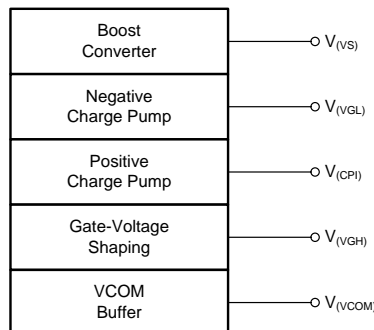 Boost
Converter
V(VS)
Negative
Charge Pump
V(VGL)
Positive
Charge Pump
V(CPI)
Gate-Voltage
Shaping
V(VGH)
VCOM
Buffer
V(VCOM)